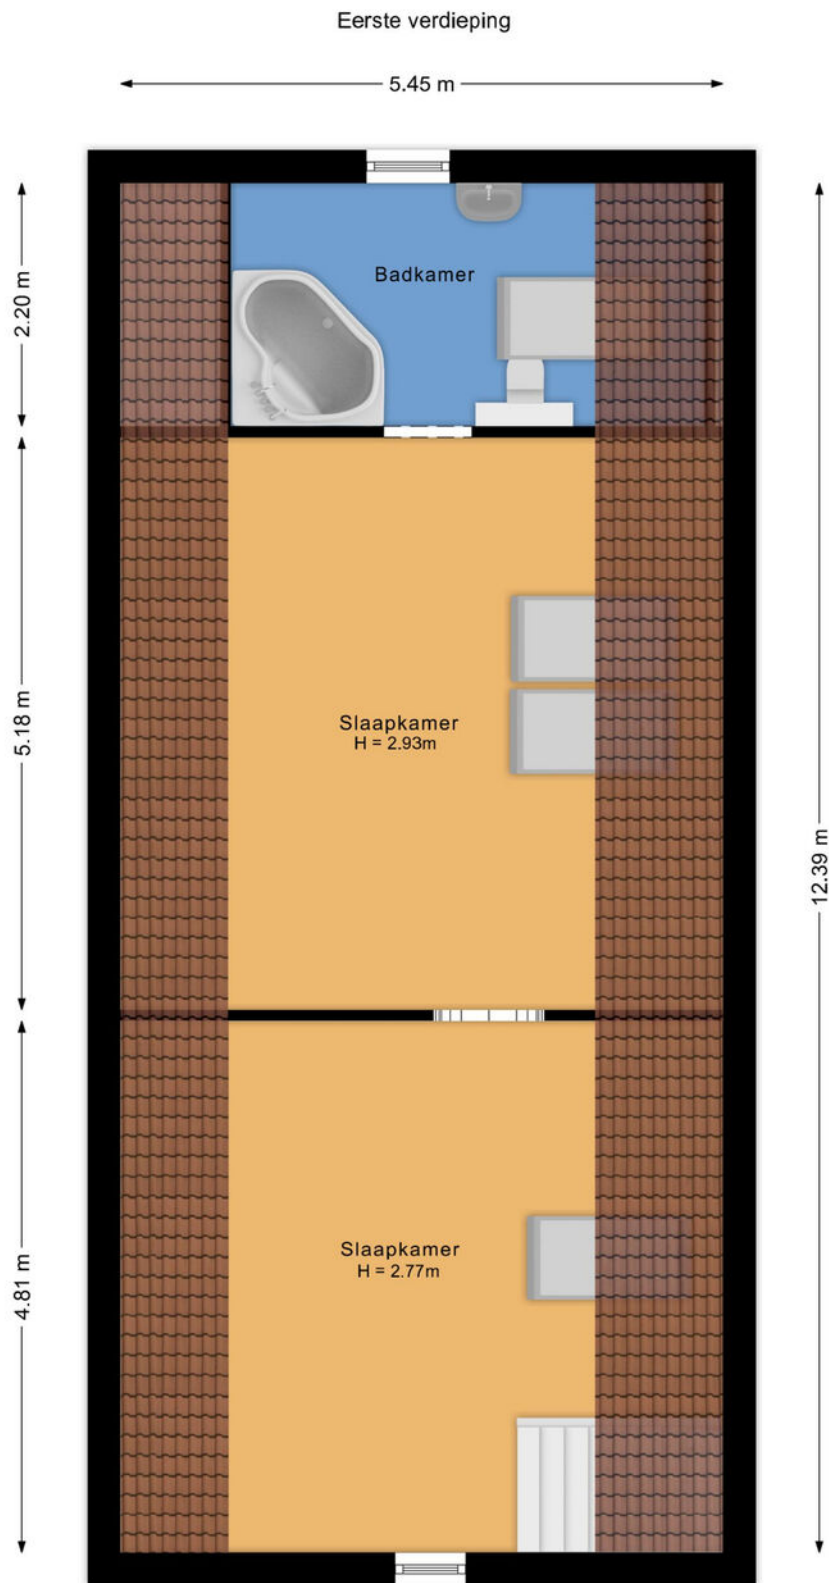 Eerste verdieping
5.45 m
2.20 m
Badkamer
5.18 m
Slaapkamer
H = 2.93m
12.39 m
4.81 m
Slaapkamer
H = 2.77m